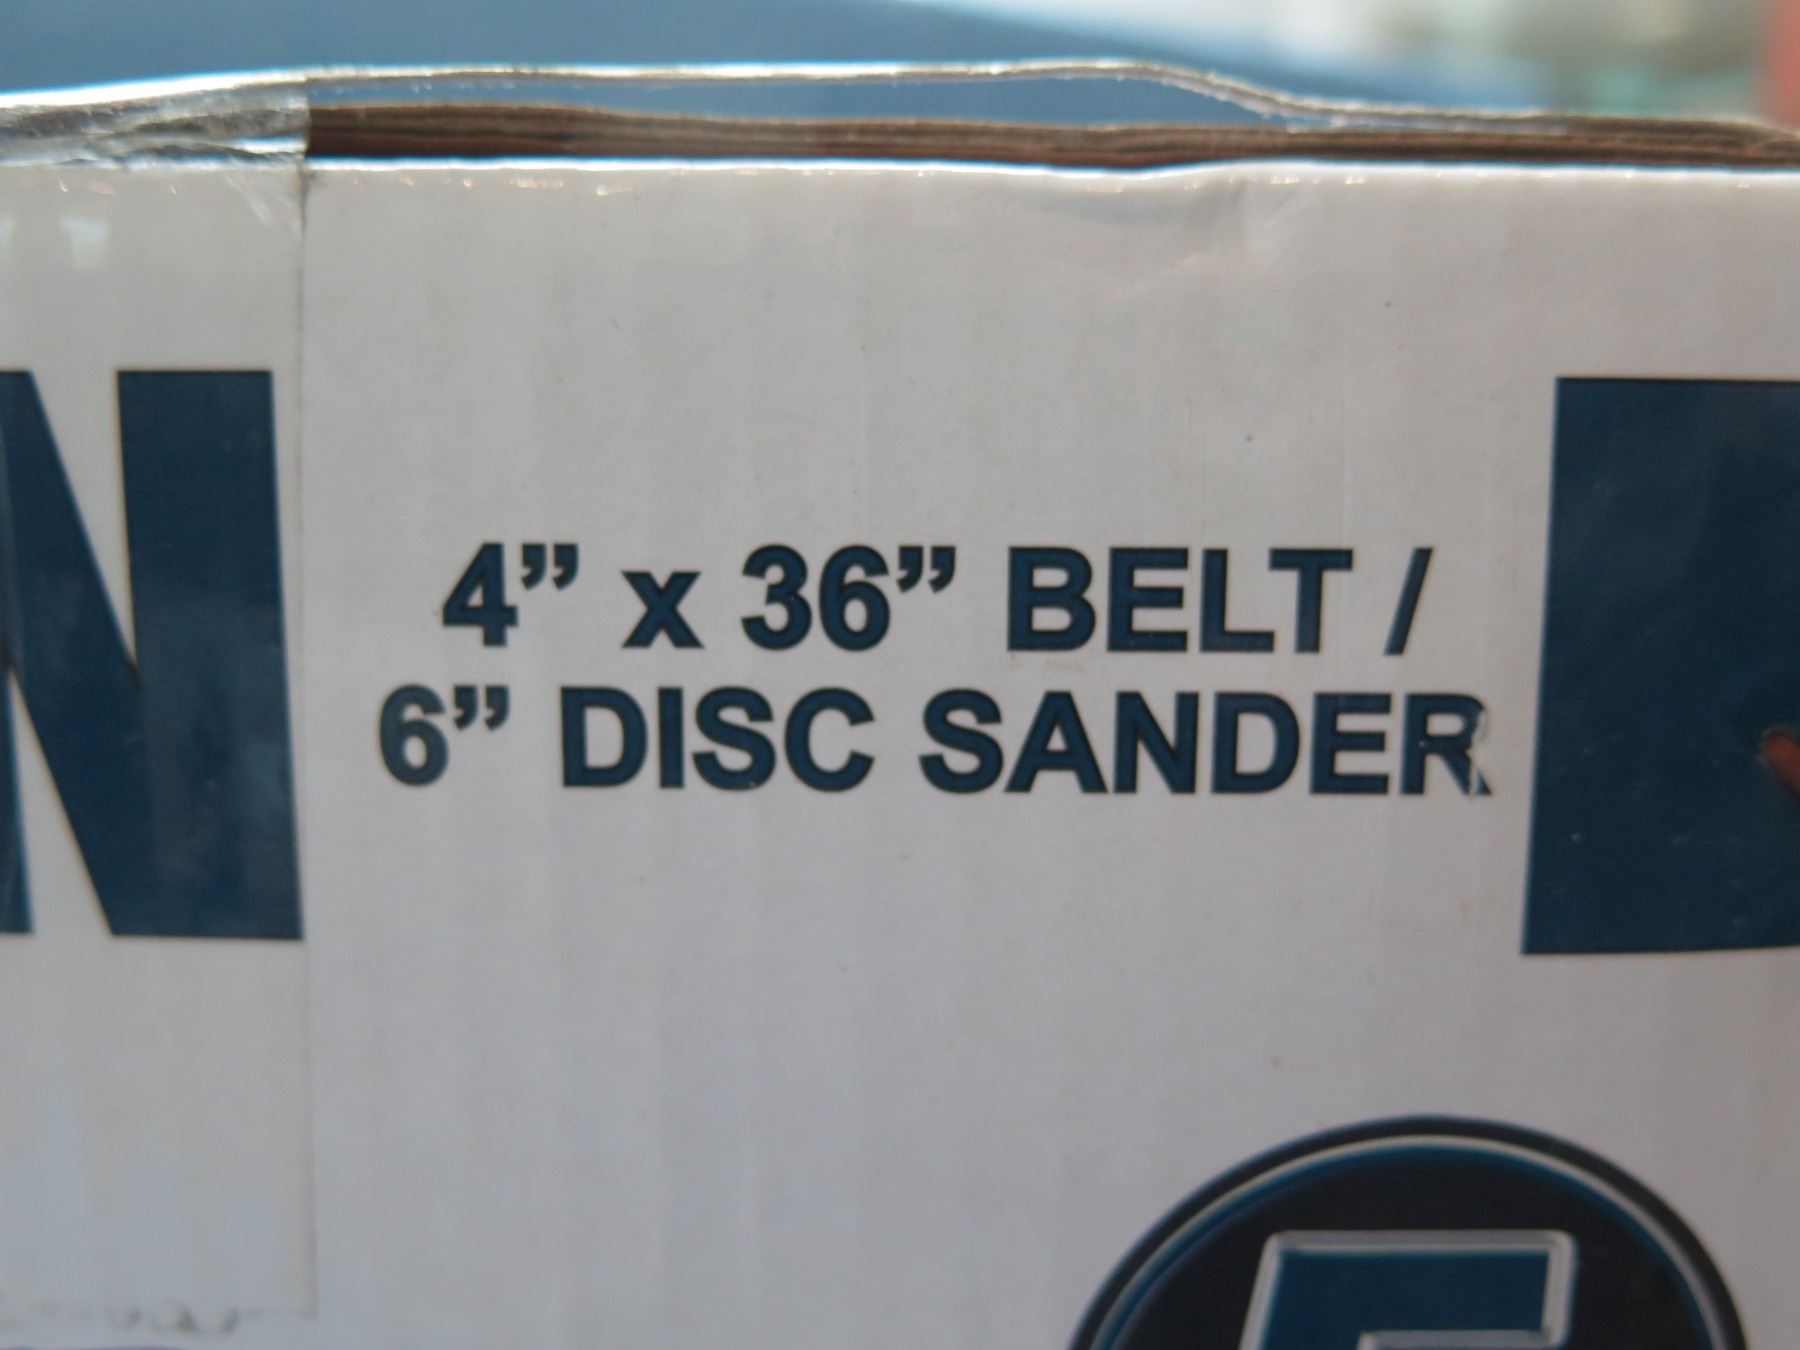 N
4” x 36” BELT /
6” DISC SANDER